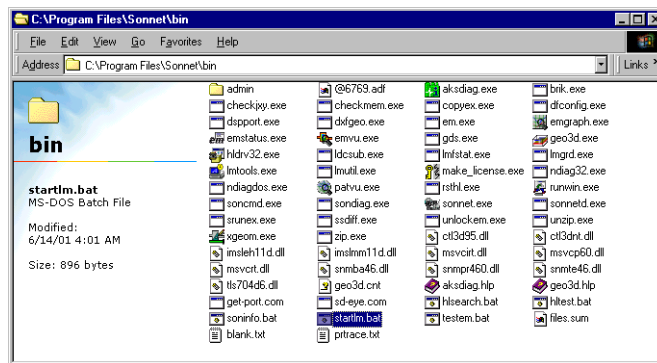 C:\Program Files\Sonnet\bin
File Edit View Go Favorites Help
Address C:\Program Files\Sonnet\bin Links »
bin
startlm.bat
MS-DOS Batch File
Modified:
6/14/01 4:01 AM
Size: 896 bytes
admin @6769.adf aksdiag.exe brik.exe
checkjxy.exe checkmem.exe copyex.exe dfconfig.exe
dspport.exe dxfgeo.exe em.exe emgraph.exe
emstatus.exe emvu.exe gds.exe geo3d.exe
hldrv32.exe ldcsub.exe lmfstat.exe lmgrd.exe
lmtools.exe lmutil.exe make_license.exe ndiag32.exe
ndiagdos.exe patvu.exe rsthl.exe runwin.exe
soncmd.exe sondiag.exe sonnet.exe sonnetd.exe
srunex.exe ssdiff.exe unlockem.exe unzip.exe
xgeom.exe zip.exe ctl3d95.dll ctl3dnt.dll
imsleh11d.dll imslmm11d.dll msvcirt.dll msvcp60.dll
msvcrt.dll snmba46.dll snmpr460.dll snmte46.dll
tls704d6.dll geo3d.cnt aksdiag.hlp geo3d.hlp
get-port.com sd-eye.com hlsearch.bat hltest.bat
soninfo.bat startlm.bat testem.bat files.sum
blank.txt prtrace.txt